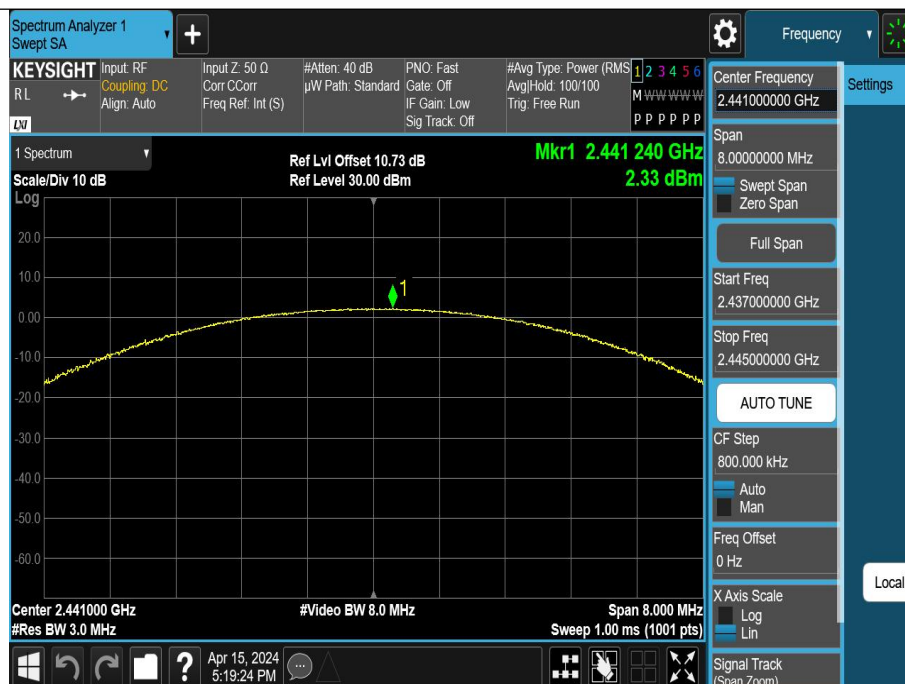 Spectrum Analyzer 1
Swept SA
Frequency
KEYSIGHT
RL
LXI
Input: RF
Coupling: DC
Align: Auto
Input Z: 50 Ω
Corr CCorr
Freq Ref: Int (S)
#Atten: 40 dB
µW Path: Standard
PNO: Fast
Gate: Off
IF Gain: Low
Sig Track: Off
#Avg Type: Power (RMS
Avg|Hold: 100/100
Trig: Free Run
1 2 3 4 5 6
M W W W W W
P P P P P P
1 Spectrum
Scale/Div 10 dB
Log
Ref Lvl Offset 10.73 dB
Ref Level 30.00 dBm
Mkr1 2.441 240 GHz
2.33 dBm
20.0
10.0
0.00
-10.0
-20.0
-30.0
-40.0
-50.0
-60.0
1
Center 2.441000 GHz
#Res BW 3.0 MHz
#Video BW 8.0 MHz
Span 8.000 MHz
Sweep 1.00 ms (1001 pts)
Apr 15, 2024
5:19:24 PM
Center Frequency
2.441000000 GHz
Span
8.00000000 MHz
Swept Span
Zero Span
Full Span
Start Freq
2.437000000 GHz
Stop Freq
2.445000000 GHz
AUTO TUNE
CF Step
800.000 kHz
Auto
Man
Freq Offset
0 Hz
X Axis Scale
Log
Lin
Signal Track
(Span Zoom)
Settings
Local